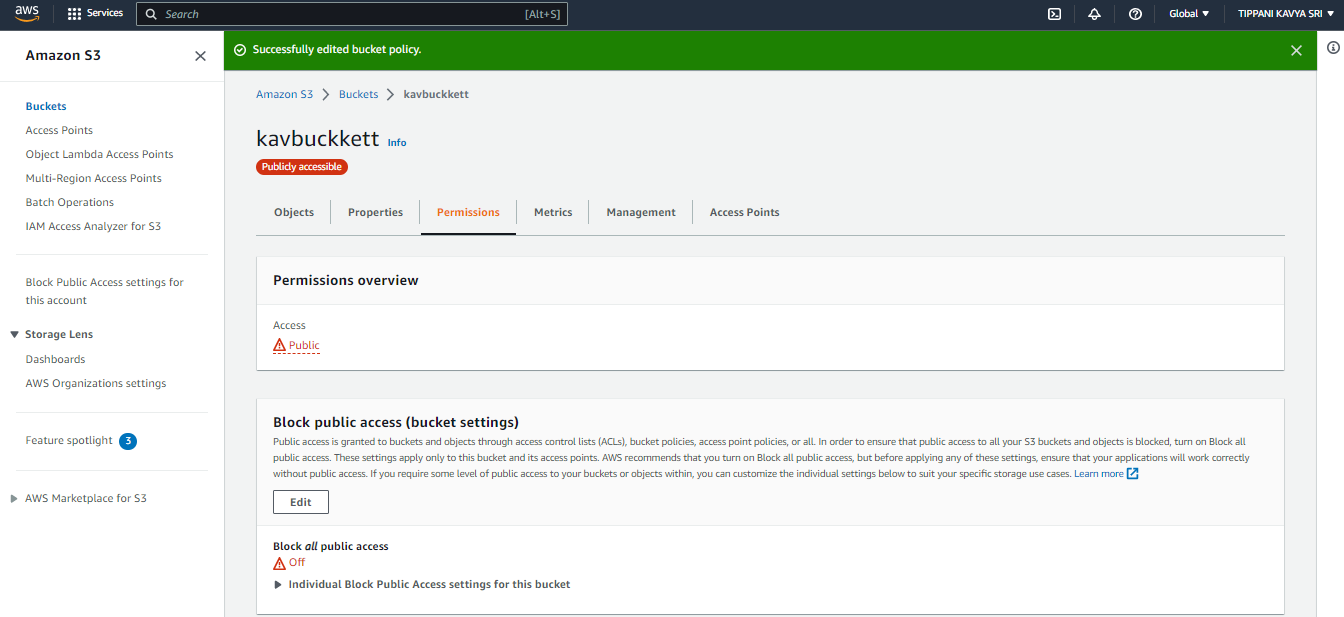 aws
Services
Search
[Alt+S]
Global
TIPPANI KAVYA SRI
Amazon S3
Buckets
Access Points
Object Lambda Access Points
Multi-Region Access Points
Batch Operations
IAM Access Analyzer for S3
Block Public Access settings for
this account
Storage Lens
Dashboards
AWS Organizations settings
Feature spotlight 3
AWS Marketplace for S3
Successfully edited bucket policy.
Amazon S3 > Buckets > kavbuckkett
kavbuckkett Info
Publicly accessible
Objects
Properties
Permissions
Metrics
Management
Access Points
Permissions overview
Access
Public
Block public access (bucket settings)
Public access is granted to buckets and objects through access control lists (ACLs), bucket policies, access point policies, or all. In order to ensure that public access to all your S3 buckets and objects is blocked, turn on Block all
public access. These settings apply only to this bucket and its access points. AWS recommends that you turn on Block all public access, but before applying any of these settings, ensure that your applications will work correctly
without public access. If you require some level of public access to your buckets or objects within, you can customize the individual settings below to suit your specific storage use cases. Learn more
Edit
Block all public access
Off
Individual Block Public Access settings for this bucket